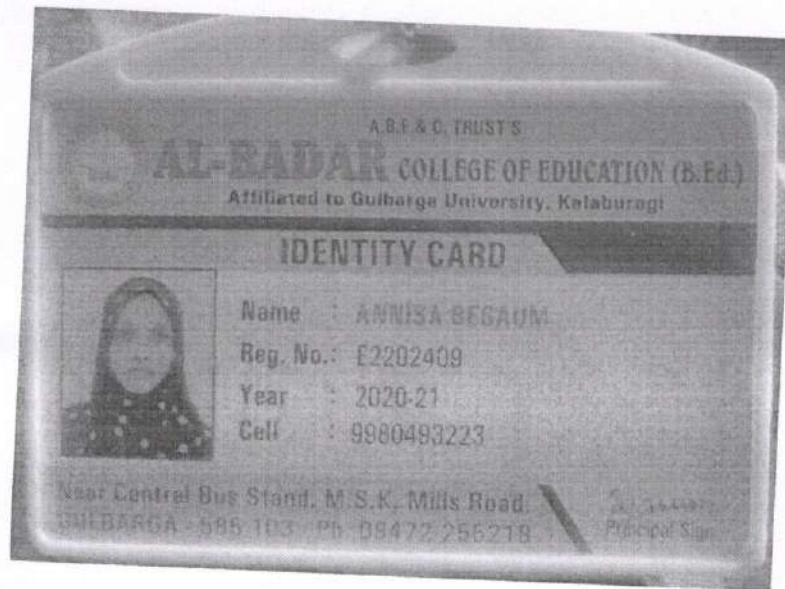 A.B.E & C. TRUST'S
AL-BADAR COLLEGE OF EDUCATION (B.Ed.)
Affiliated to Gulbarga University, Kalaburagi
IDENTITY CARD
Name : ANNISA BEGAUM
Reg. No.: E2202409
Year : 2020-21
Cell : 9980493223
Near Central Bus Stand, M.S.K. Mills Road,
GULBARGA - 585 103 Ph 08472 256218
Principal Sign